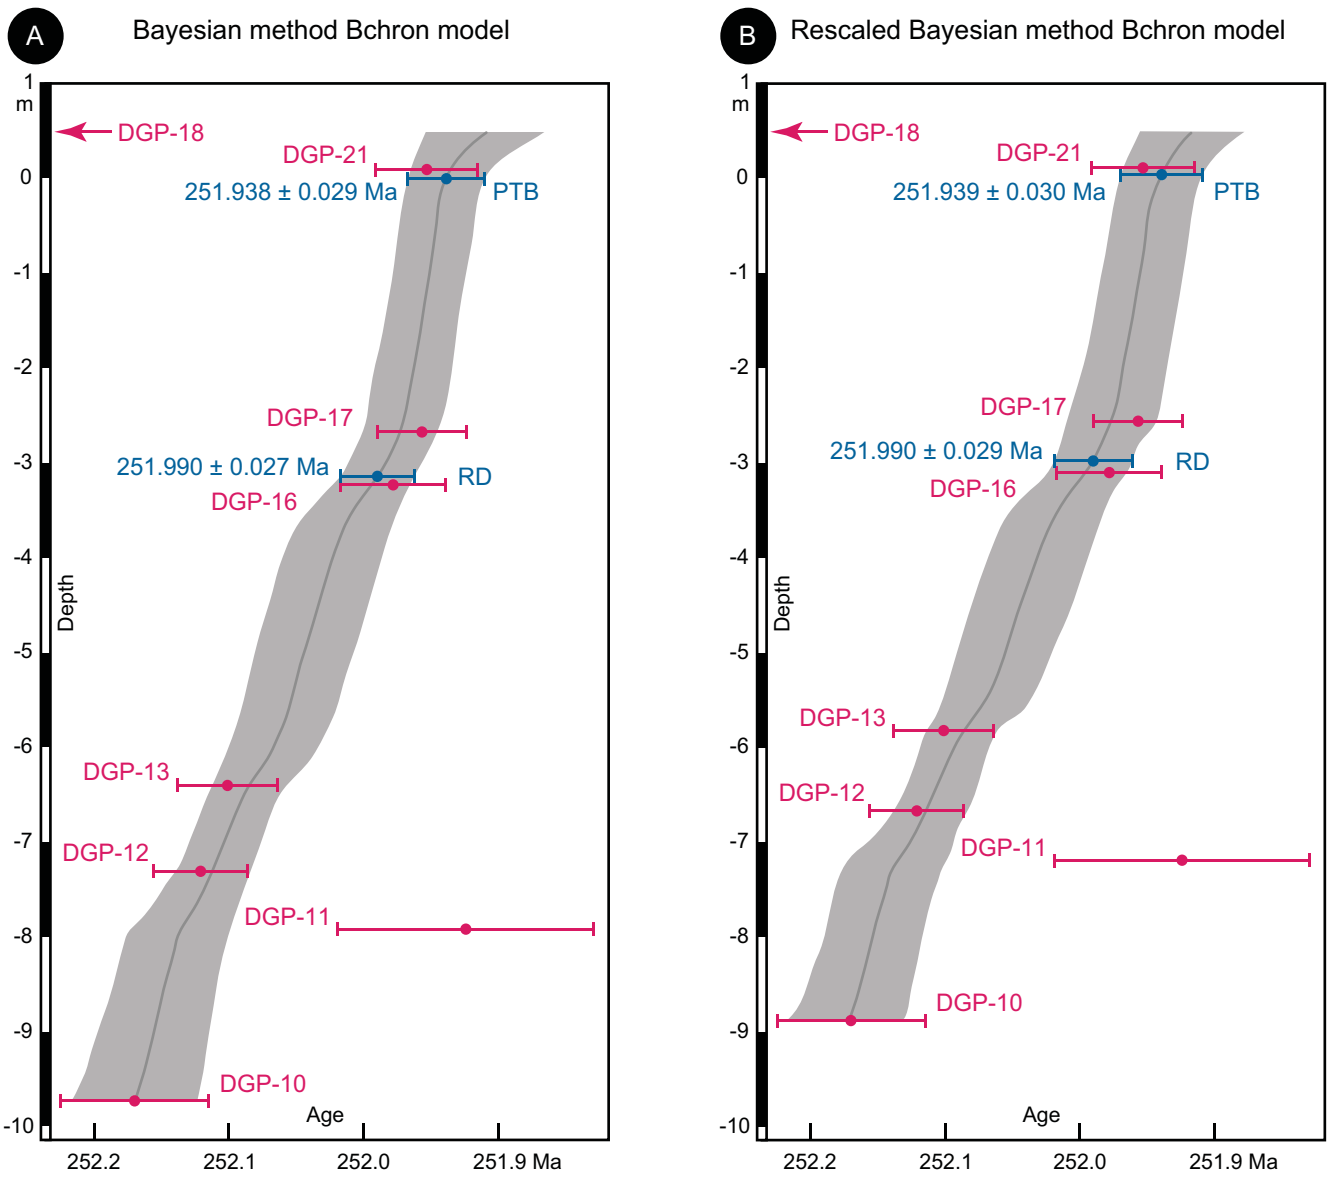 A
Bayesian method Bchron model
1
m
DGP-18
DGP-21
0
251.938 ± 0.029 Ma
PTB
-1
-2
DGP-17
-3
251.990 ± 0.027 Ma
RD
DGP-16
-4
Depth
-5
-6
DGP-13
-7
DGP-12
DGP-11
-8
-9
DGP-10
Age
-10
252.2
252.1
252.0
251.9 Ma
B
Rescaled Bayesian method Bchron model
1
m
DGP-18
DGP-21
0
251.939 ± 0.030 Ma
PTB
-1
-2
DGP-17
251.990 ± 0.029 Ma
-3
RD
DGP-16
-4
Depth
-5
DGP-13
-6
DGP-12
-7
DGP-11
-8
DGP-10
-9
Age
-10
252.2
252.1
252.0
251.9 Ma